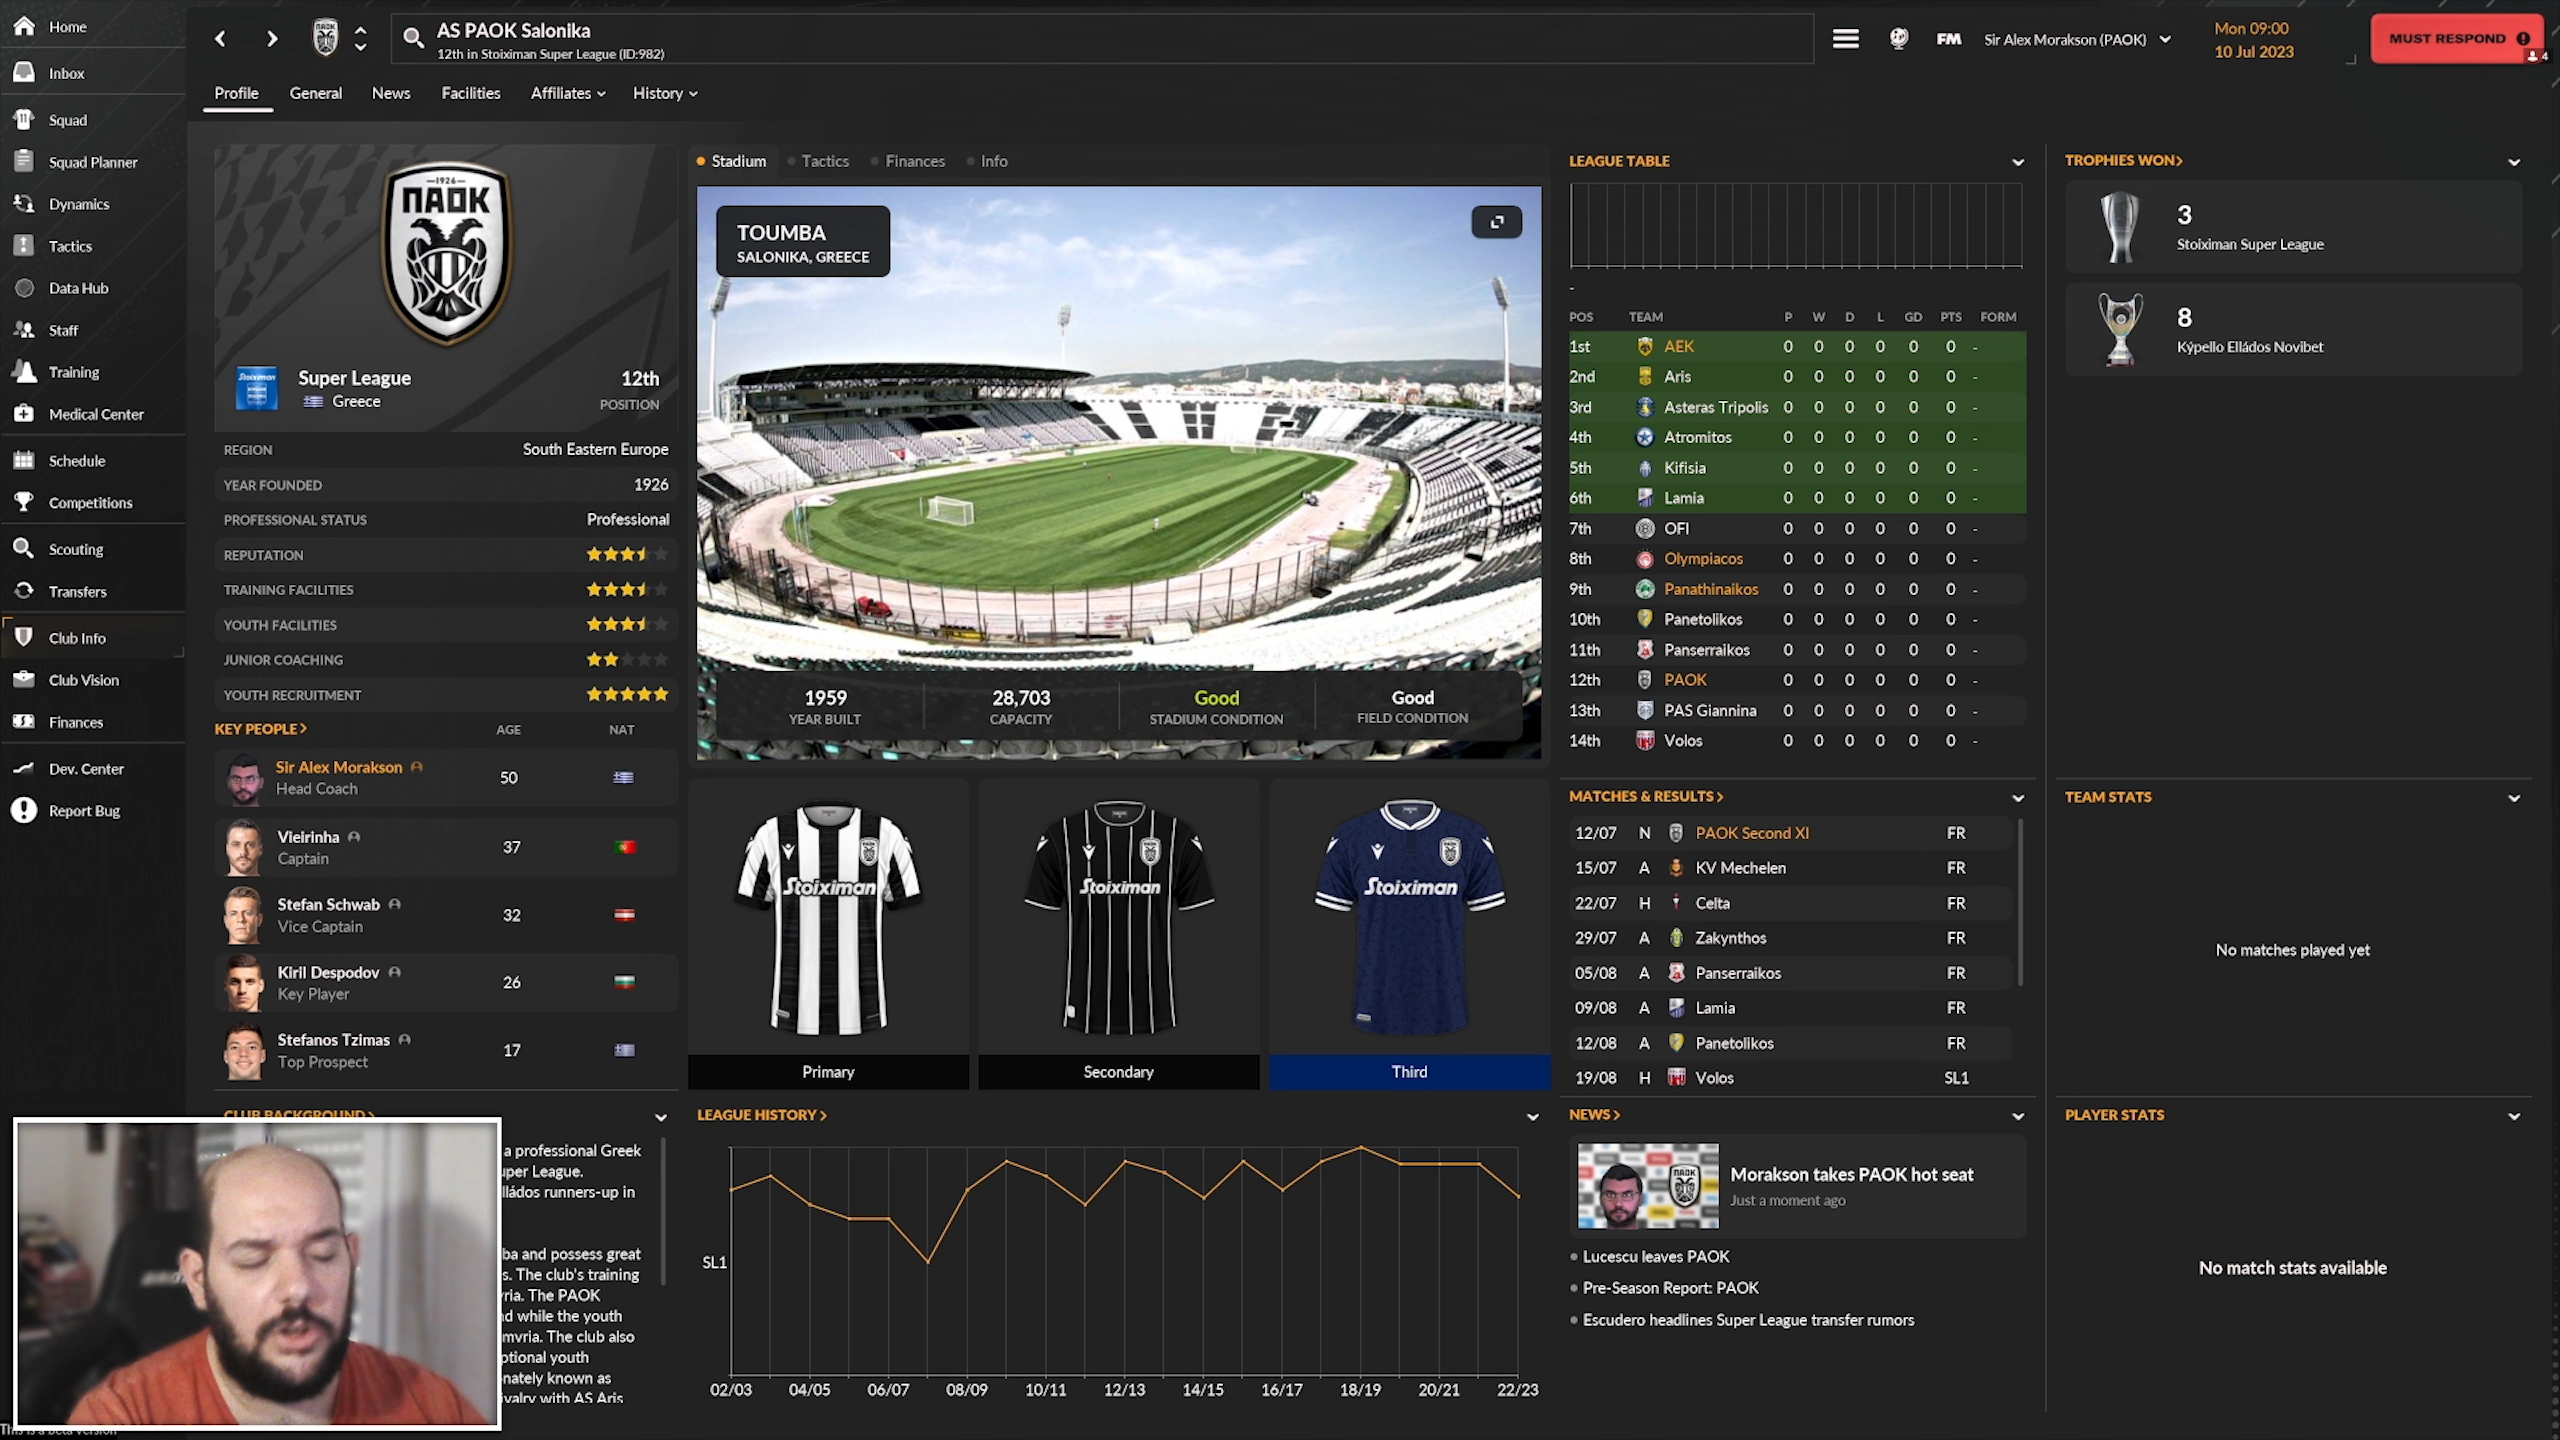 Home
Inbox
Squad
Squad Planner
Dynamics
Tactics
Data Hub
Staff
Training
Medical Center
Schedule
Competitions
Scouting
Transfers
Club Info
Club Vision
Finances
Dev. Center
Report Bug
AS PAOK Salonika
12th in Stoiximan Super League (ID:982)
FM
Sir Alex Morakson (PAOK)
Mon 09:00
10 Jul 2023
MUST RESPOND
4
Profile General News Facilities Affiliates History
1926
ΠΑΟΚ
Super League
Greece
12th
POSITION
REGION South Eastern Europe
YEAR FOUNDED 1926
PROFESSIONAL STATUS Professional
REPUTATION
TRAINING FACILITIES
YOUTH FACILITIES
JUNIOR COACHING
YOUTH RECRUITMENT
KEY PEOPLE> AGE NAT
Sir Alex Morakson 50
Head Coach
Vieirinha 37
Captain
Stefan Schwab 32
Vice Captain
Kiril Despodov 26
Key Player
Stefanos Tzimas 17
Top Prospect
CLUB BACKGROUND>
a professional Greek
uper League.
lládos runners-up in
ba and possess great
s. The club's training
ria. The PAOK
d while the youth
mvria. The club also
ptional youth
nately known as
ivalry with AS Aris
This is a beta version
Stadium Tactics Finances Info
TOUMBA
SALONIKA, GREECE
1959 28,703 Good Good
YEAR BUILT CAPACITY STADIUM CONDITION FIELD CONDITION
Stoiximan
Stoiximan
Stoiximan
Primary Secondary Third
LEAGUE HISTORY>
SL1
02/03 04/05 06/07 08/09 10/11 12/13 14/15 16/17 18/19 20/21 22/23
LEAGUE TABLE
-
POS TEAM P W D L GD PTS FORM
1st AEK 0 0 0 0 0 0 -
2nd Aris 0 0 0 0 0 0 -
3rd Asteras Tripolis 0 0 0 0 0 0 -
4th Atromitos 0 0 0 0 0 0 -
5th Kifisia 0 0 0 0 0 0 -
6th Lamia 0 0 0 0 0 0 -
7th OFI 0 0 0 0 0 0 -
8th Olympiacos 0 0 0 0 0 0 -
9th Panathinaikos 0 0 0 0 0 0 -
10th Panetolikos 0 0 0 0 0 0 -
11th Panserraikos 0 0 0 0 0 0 -
12th PAOK 0 0 0 0 0 0 -
13th PAS Giannina 0 0 0 0 0 0 -
14th Volos 0 0 0 0 0 0 -
MATCHES & RESULTS>
12/07 N PAOK Second XI FR
15/07 A KV Mechelen FR
22/07 H Celta FR
29/07 A Zakynthos FR
05/08 A Panserraikos FR
09/08 A Lamia FR
12/08 A Panetolikos FR
19/08 H Volos SL1
NEWS>
Morakson takes PAOK hot seat
Just a moment ago
Lucescu leaves PAOK
Pre-Season Report: PAOK
Escudero headlines Super League transfer rumors
TROPHIES WON>
3
Stoiximan Super League
8
Kýpello Elládos Novibet
TEAM STATS
No matches played yet
PLAYER STATS
No match stats available